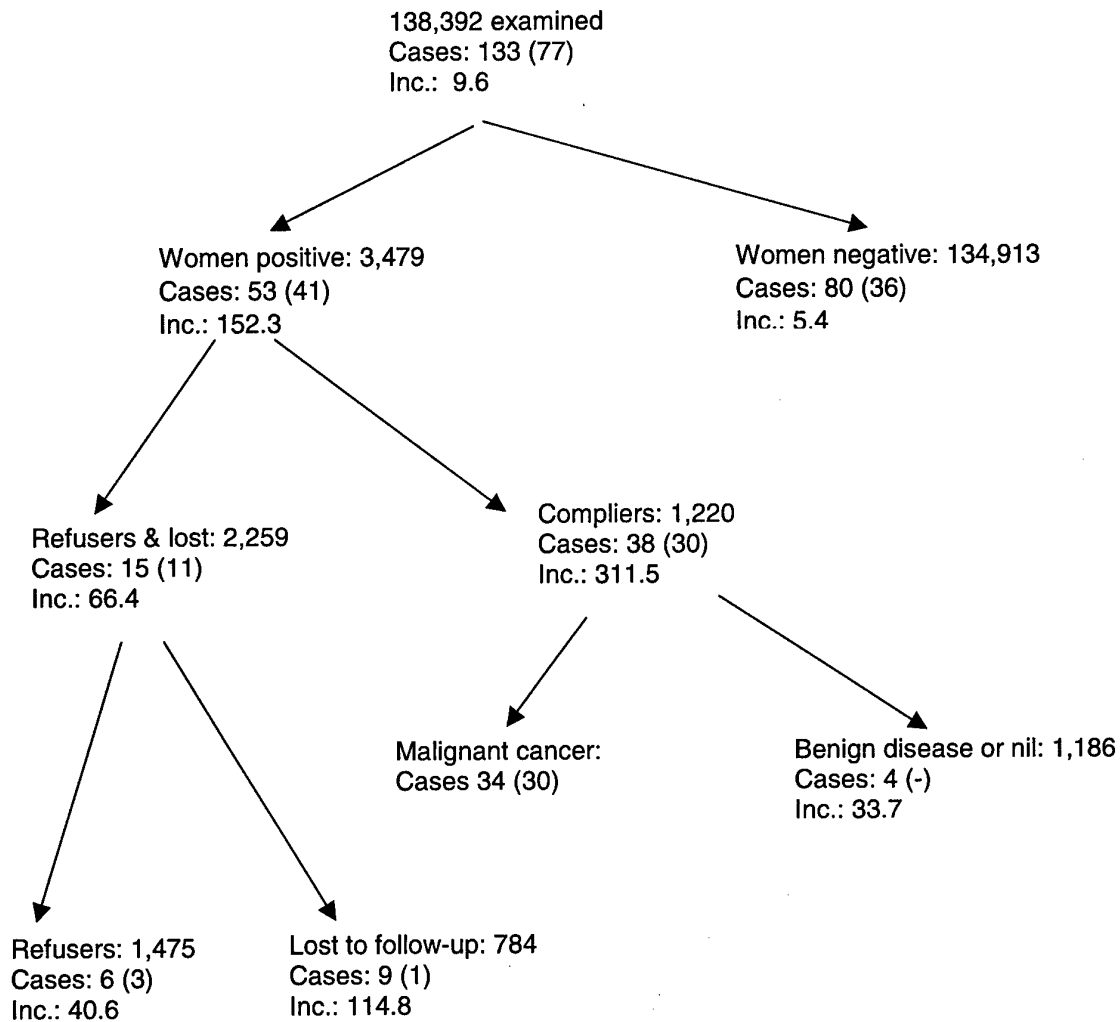 138,392 examined
Cases: 133 (77)
Inc.: 9.6
Women positive: 3,479
Cases: 53 (41)
Inc.: 152.3
Women negative: 134,913
Cases: 80 (36)
Inc.: 5.4
Refusers & lost: 2,259
Cases: 15 (11)
Inc.: 66.4
Compliers: 1,220
Cases: 38 (30)
Inc.: 311.5
Malignant cancer:
Cases 34 (30)
Benign disease or nil: 1,186
Cases: 4 (-)
Inc.: 33.7
Refusers: 1,475
Cases: 6 (3)
Inc.: 40.6
Lost to follow-up: 784
Cases: 9 (1)
Inc.: 114.8